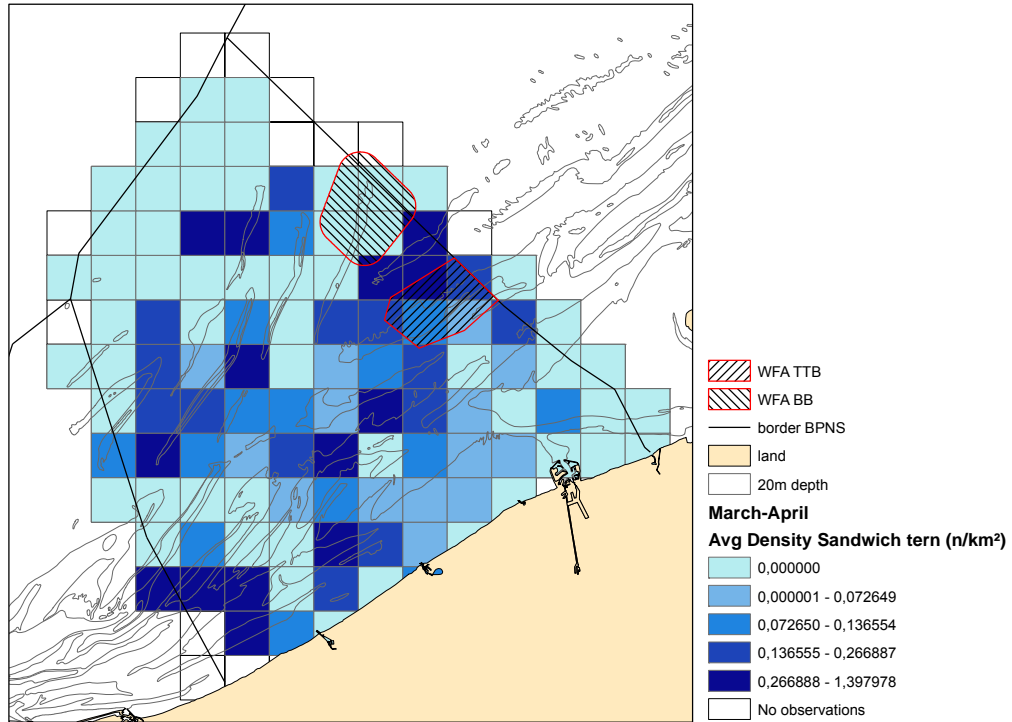 WFA TTB
WFA BB
border BPNS
land
20m depth
March-April
Avg Density Sandwich tern (n/km²)
0,000000
0,000001 - 0,072649
0,072650 - 0,136554
0,136555 - 0,266887
0,266888 - 1,397978
No observations